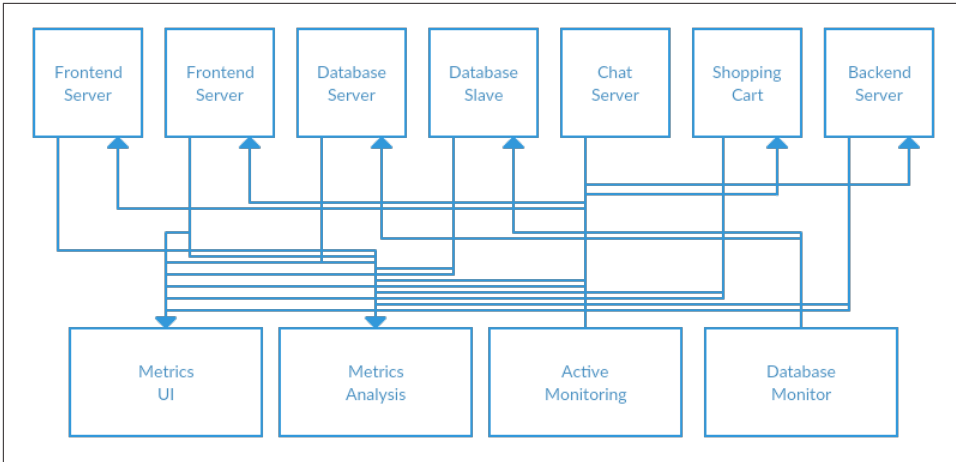 Frontend
Server
Frontend
Server
Database
Server
Database
Slave
Chat
Server
Shopping
Cart
Backend
Server
Metrics
UI
Metrics
Analysis
Active
Monitoring
Database
Monitor